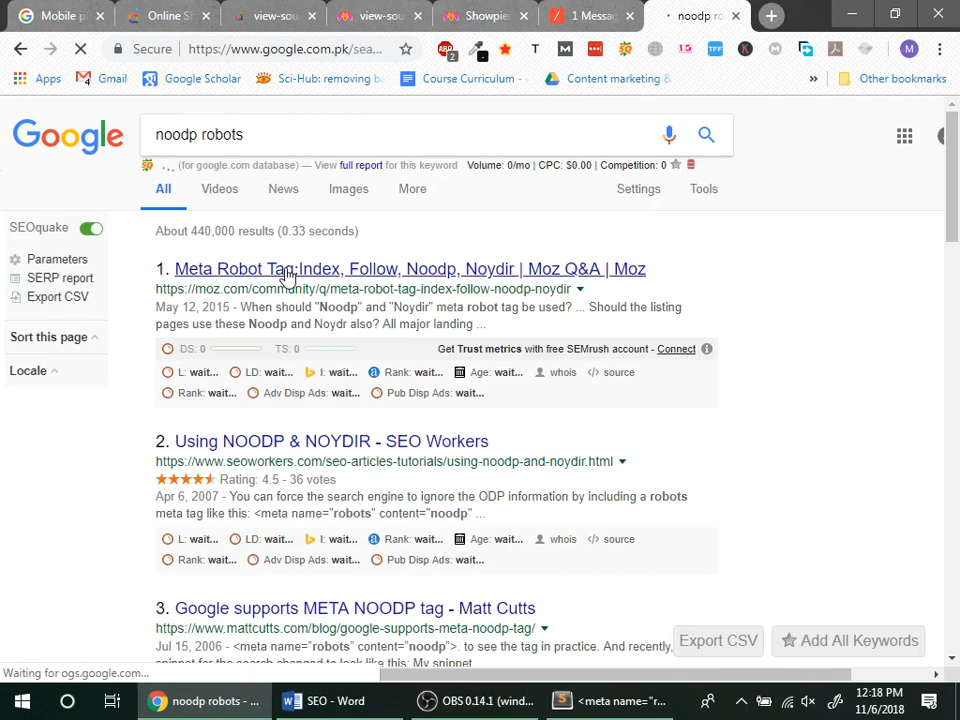 Mobile p
Online S
view-sou
view-sou
Showpie
1 Messa
noodp ro
Secure
https://www.google.com.pk/sea...
ABP
2
T
M
TFF
K
M
Apps
Gmail
Google Scholar
Sci-Hub: removing ba
Course Curriculum -
Content marketing &
»
Other bookmarks
Google
noodp robots
(for google.com database) — View full report for this keyword Volume: 0/mo | CPC: $0.00 | Competition: 0
All
Videos
News
Images
More
Settings
Tools
SEOquake
Parameters
SERP report
Export CSV
Sort this page
Locale
About 440,000 results (0.33 seconds)
1. Meta Robot Tag:Index, Follow, Noodp, Noydir | Moz Q&A | Moz
https://moz.com/community/q/meta-robot-tag-index-follow-noodp-noydir
May 12, 2015 - When should "Noodp" and "Noydir" meta robot tag be used? ... Should the listing
pages use these Noodp and Noydr also? All major landing ...
DS: 0 TS: 0 Get Trust metrics with free SEMrush account - Connect
L: wait... LD: wait... I: wait... Rank: wait... Age: wait... whois </> source
Rank: wait... Adv Disp Ads: wait... Pub Disp Ads: wait...
2. Using NOODP & NOYDIR - SEO Workers
https://www.seoworkers.com/seo-articles-tutorials/using-noodp-and-noydir.html
Rating: 4.5 - 36 votes
Apr 6, 2007 - You can force the search engine to ignore the ODP information by including a robots
meta tag like this: <meta name="robots" content="noodp" ...
L: wait... LD: wait... I: wait... Rank: wait... Age: wait... whois </> source
Rank: wait... Adv Disp Ads: wait... Pub Disp Ads: wait...
3. Google supports META NOODP tag - Matt Cutts
https://www.mattcutts.com/blog/google-supports-meta-noodp-tag/
Jul 15, 2006 - <meta name="robots" content="noodp">. to see the tag in practice. And recently,
snippet for the search changed to look like this: My snippet
Export CSV
Add All Keywords
Waiting for ogs.google.com...
noodp robots - ...
SEO - Word
OBS 0.14.1 (wind...
<meta name="r...
12:18 PM
11/6/2018